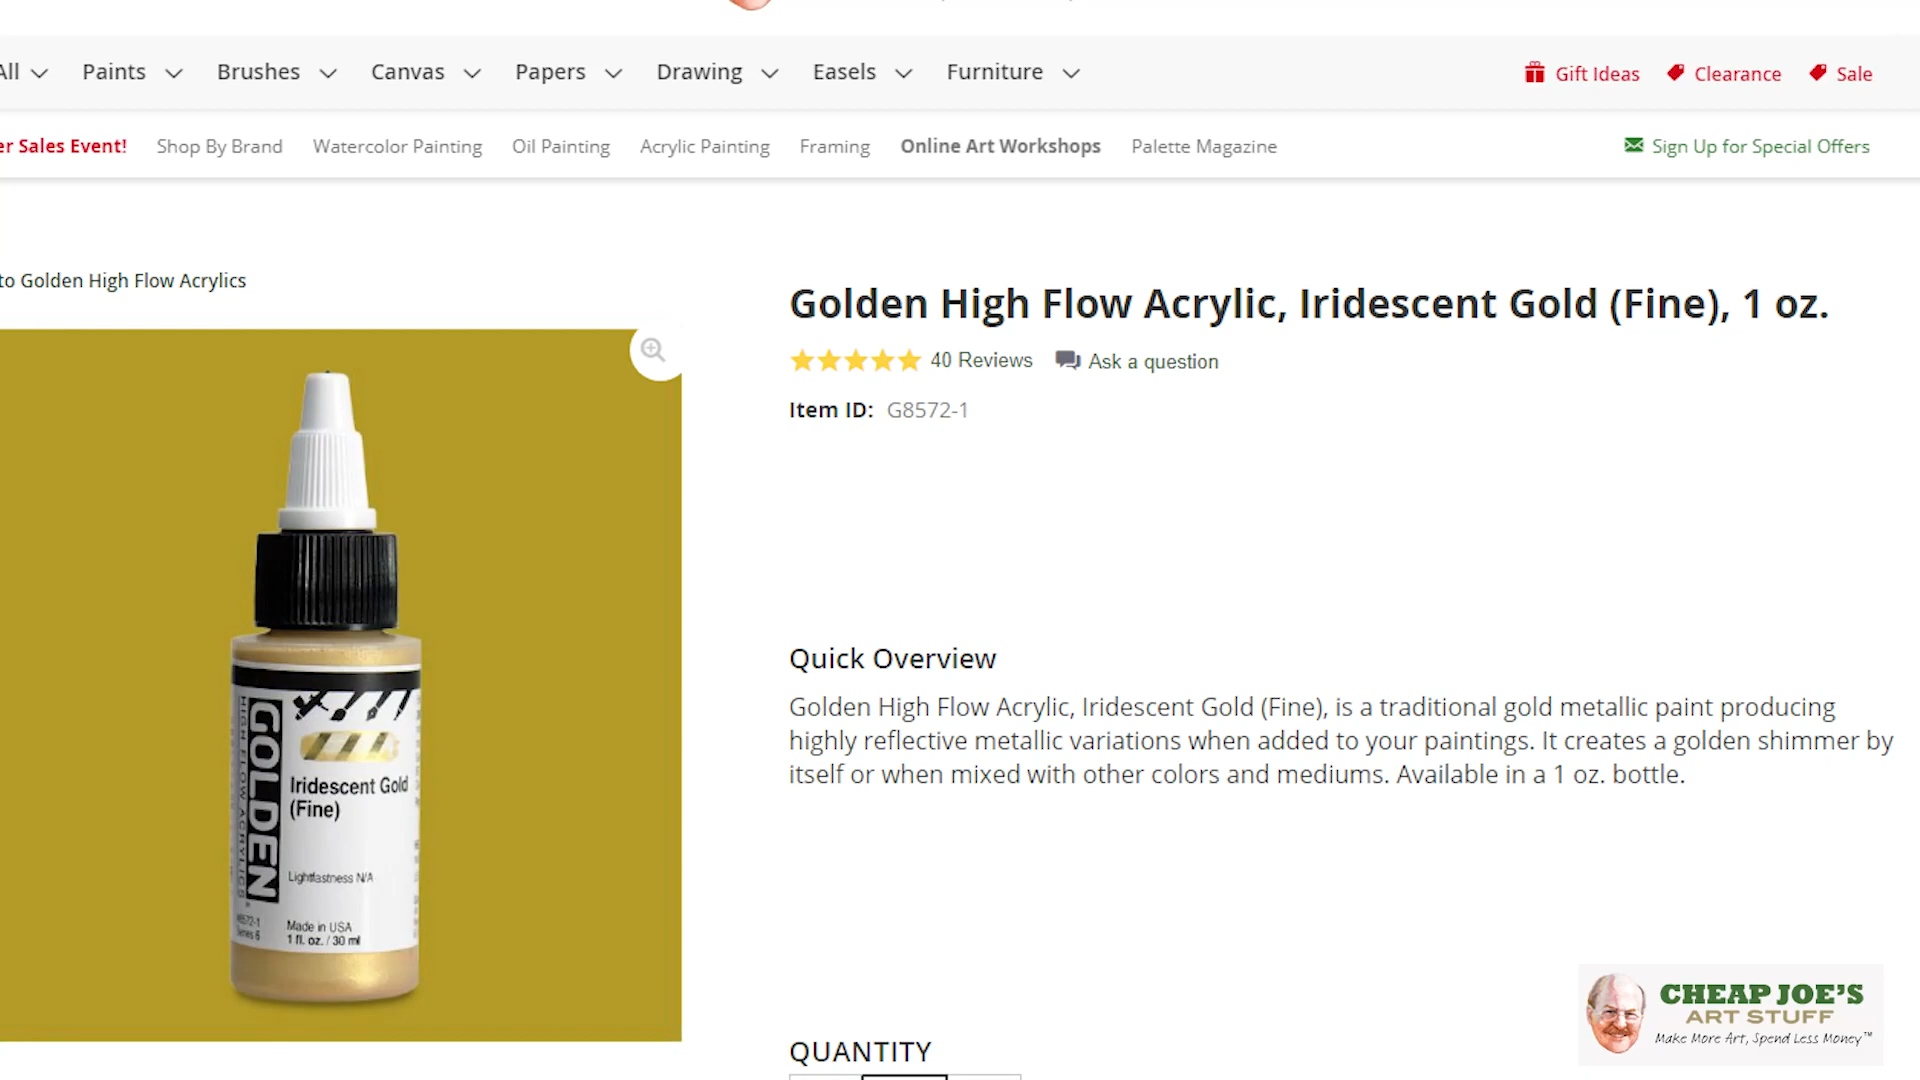 All Paints Brushes Canvas Papers Drawing Easels Furniture Gift Ideas Clearance Sale
er Sales Event! Shop By Brand Watercolor Painting Oil Painting Acrylic Painting Framing Online Art Workshops Palette Magazine Sign Up for Special Offers
to Golden High Flow Acrylics
Golden High Flow Acrylic, Iridescent Gold (Fine), 1 oz.
40 Reviews Ask a question
Item ID: G8572-1
GOLDEN
HIGH FLOW ACRYLICS
Iridescent Gold
(Fine)
Lightfastness N/A
Made in USA
1 fl. oz. / 30 ml
Series 6
Quick Overview
Golden High Flow Acrylic, Iridescent Gold (Fine), is a traditional gold metallic paint producing
highly reflective metallic variations when added to your paintings. It creates a golden shimmer by
itself or when mixed with other colors and mediums. Available in a 1 oz. bottle.
QUANTITY
CHEAP JOE'S
ART STUFF
Make More Art, Spend Less Money™